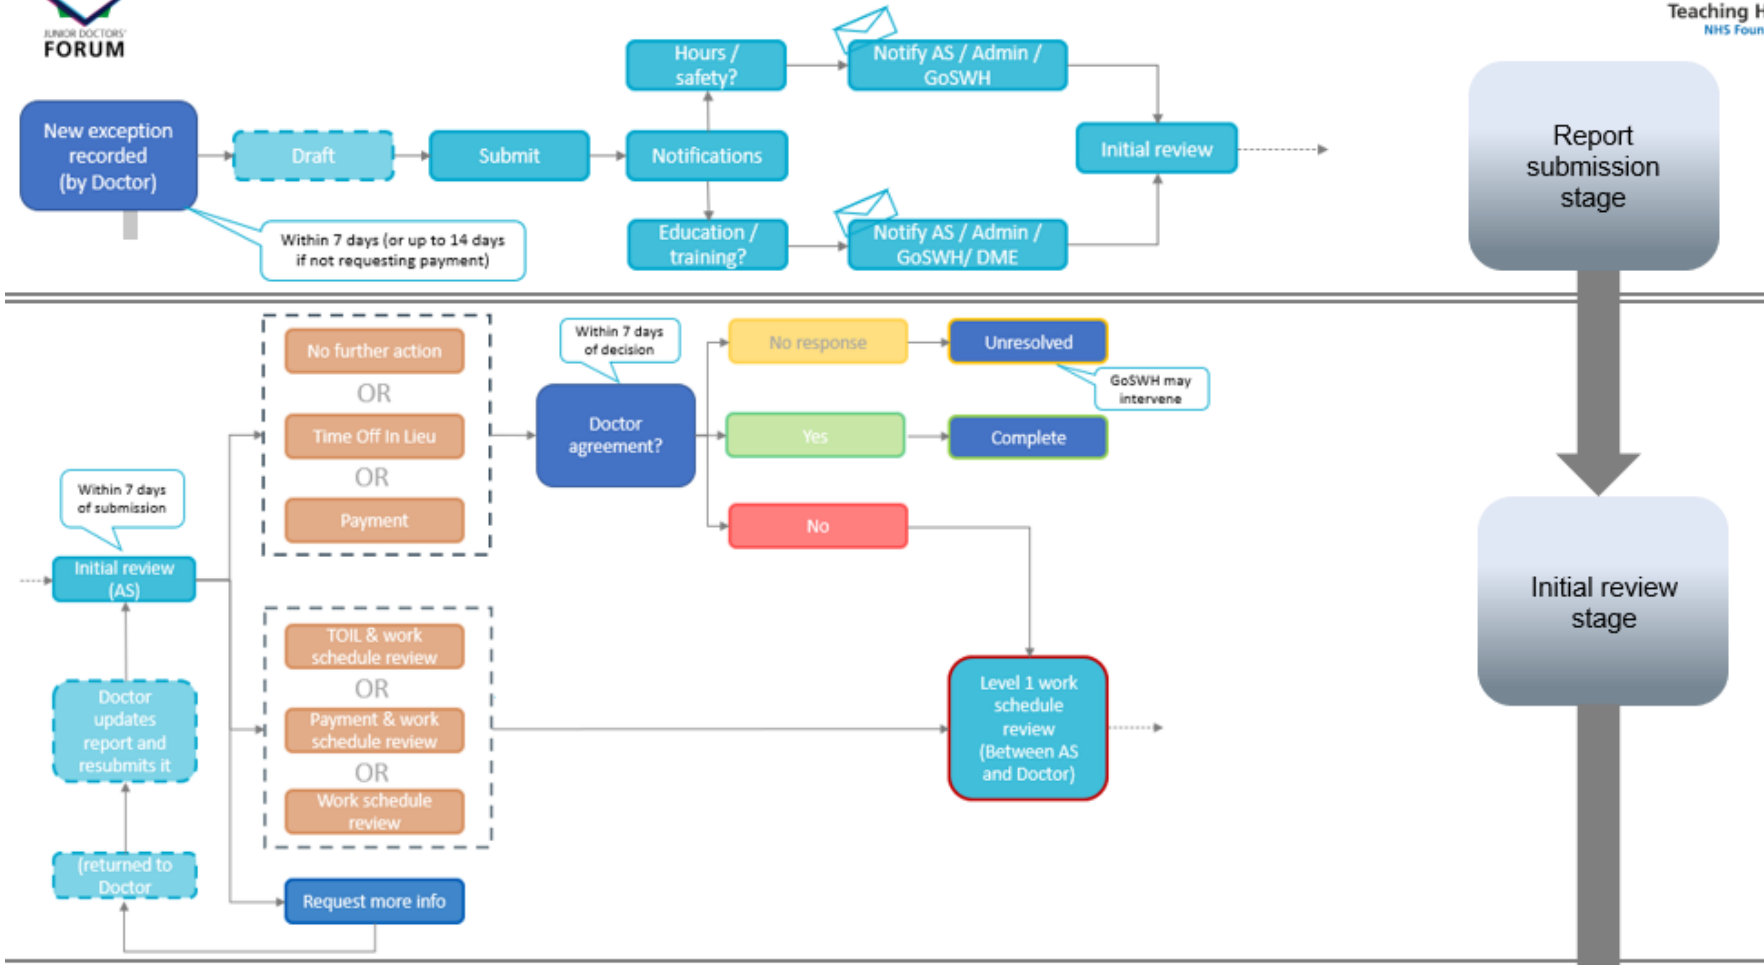 JUNIOR DOCTORS'
FORUM
Teaching H
NHS Foun
Hours /
safety?
Notify AS / Admin /
GoSWH
New exception
recorded
(by Doctor)
Draft
Submit
Notifications
Initial review
Within 7 days (or up to 14 days
if not requesting payment)
Education /
training?
Notify AS / Admin /
GoSWH/ DME
Report
submission
stage
No further action
OR
Time Off In Lieu
OR
Payment
Within 7 days
of decision
Doctor
agreement?
No response
Unresolved
GoSWH may
intervene
Yes
Complete
No
Within 7 days
of submission
Initial review
(AS)
TOIL & work
schedule review
OR
Payment & work
schedule review
OR
Work schedule
review
Level 1 work
schedule
review
(Between AS
and Doctor)
Doctor
updates
report and
resubmits it
(returned to
Doctor
Request more info
Initial review
stage